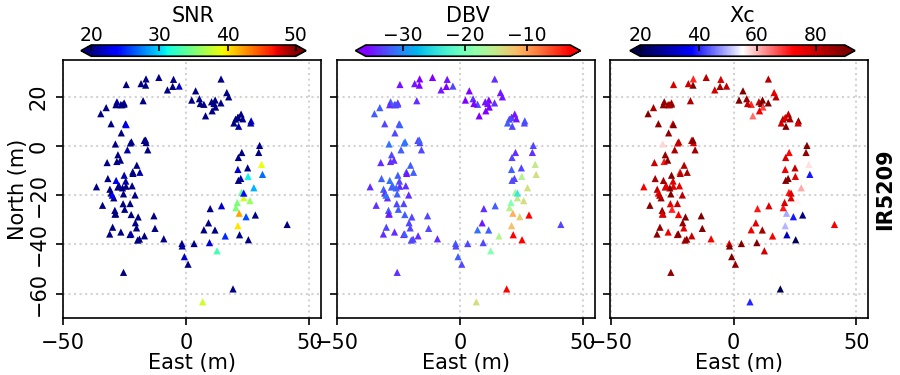 SNR DBV Xc
20 30 40 50 −30 −20 −10 20 40 60 80
20
0
−20
−40
−60
North (m)
−50 0 50 −50 0 50 −50 0 50
East (m) East (m) East (m)
IR5209